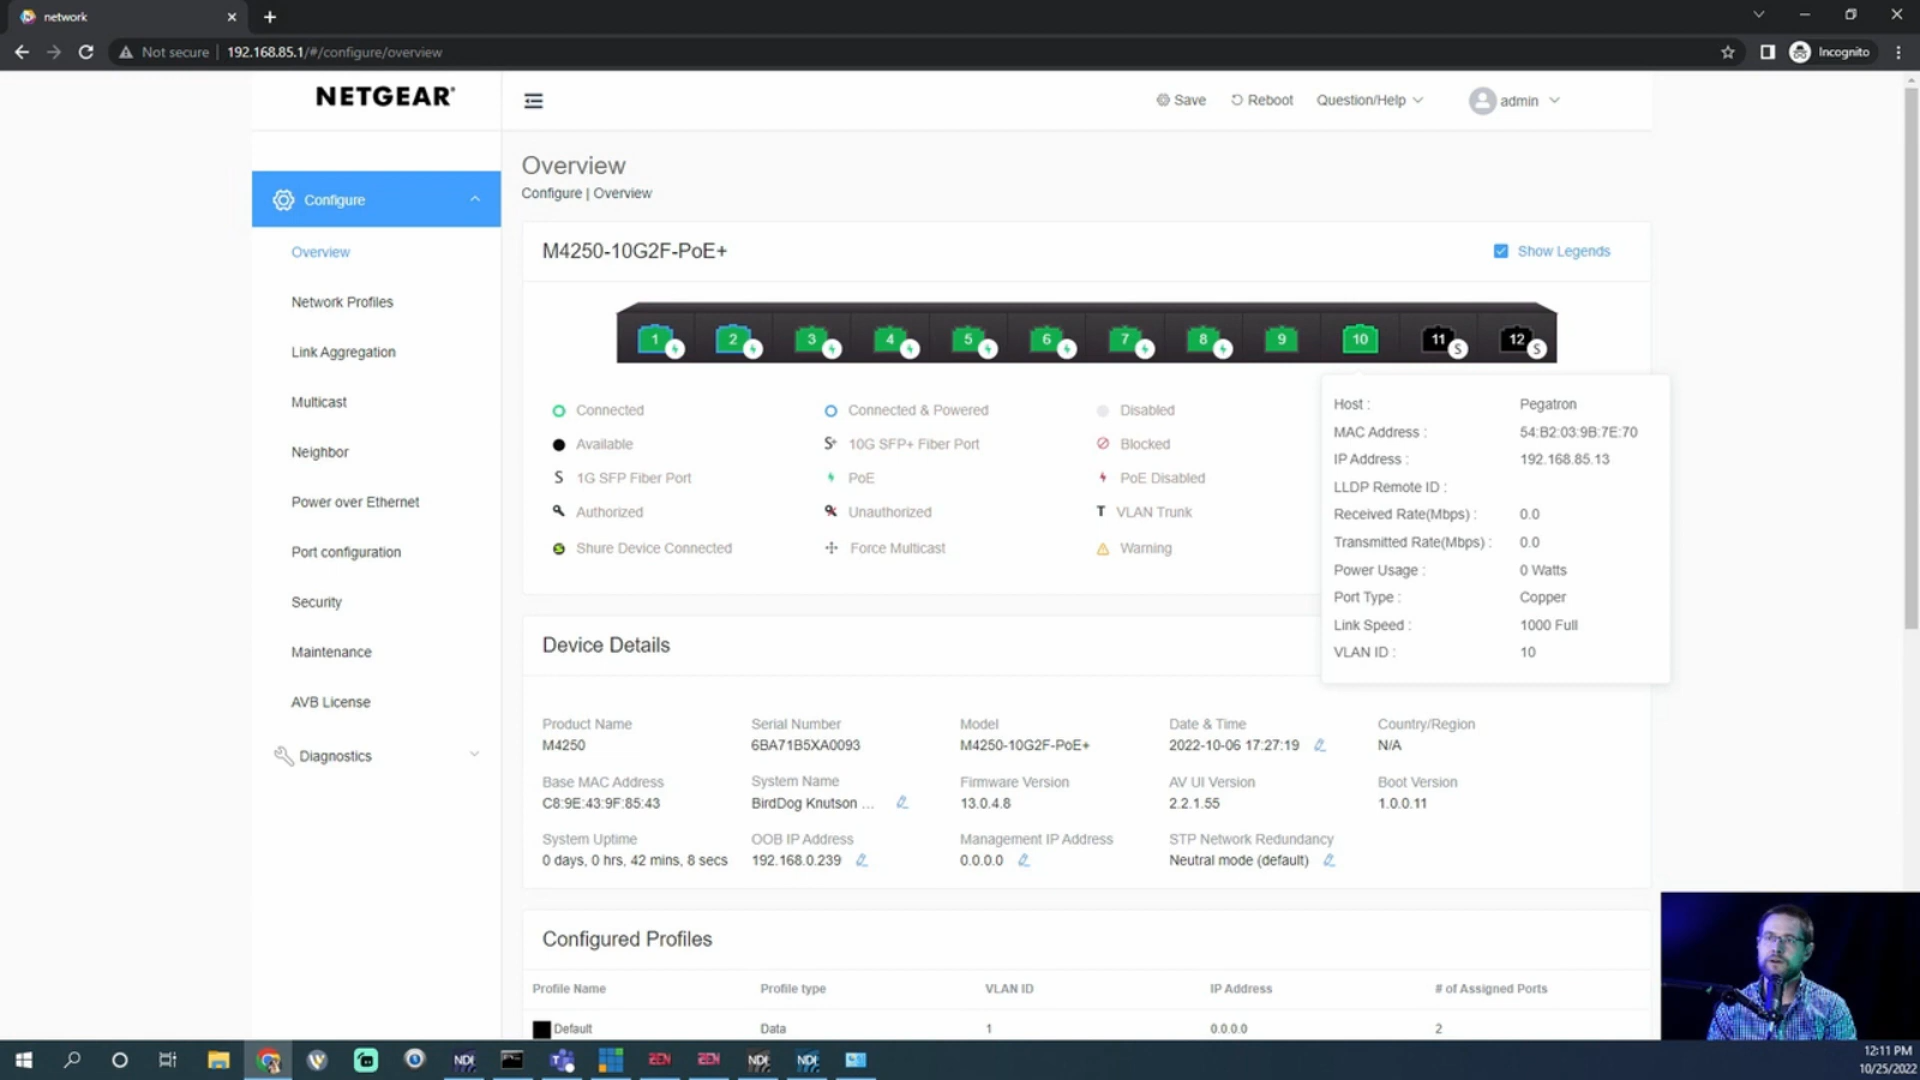 network
Not secure
192.168.85.1/#/configure/overview
Incognito
NETGEAR®
Save
Reboot
Question/Help
admin
Configure
Overview
Network Profiles
Link Aggregation
Multicast
Neighbor
Power over Ethernet
Port configuration
Security
Maintenance
AVB License
Diagnostics
Overview
Configure | Overview
M4250-10G2F-PoE+
Show Legends
1 2 3 4 5 6 7 8 9 10 11 S 12 S
Connected
Connected & Powered
Disabled
Available
S+ 10G SFP+ Fiber Port
Blocked
S 1G SFP Fiber Port
PoE
PoE Disabled
Authorized
Unauthorized
T VLAN Trunk
Shure Device Connected
Force Multicast
Warning
Host : Pegatron
MAC Address : 54:B2:03:9B:7E:70
IP Address : 192.168.85.13
LLDP Remote ID :
Received Rate(Mbps) : 0.0
Transmitted Rate(Mbps) : 0.0
Power Usage : 0 Watts
Port Type : Copper
Link Speed : 1000 Full
VLAN ID : 10
Device Details
Product Name Serial Number Model Date & Time Country/Region
M4250 6BA71B5XA0093 M4250-10G2F-PoE+ 2022-10-06 17:27:19 N/A
Base MAC Address System Name Firmware Version AV UI Version Boot Version
C8:9E:43:9F:85:43 BirdDog Knutson ... 13.0.4.8 2.2.1.55 1.0.0.11
System Uptime OOB IP Address Management IP Address STP Network Redundancy
0 days, 0 hrs, 42 mins, 8 secs 192.168.0.239 0.0.0.0 Neutral mode (default)
Configured Profiles
Profile Name Profile type VLAN ID IP Address # of Assigned Ports
Default Data 1 0.0.0.0 2
NDI ZEN ZEN NDI NDI
12:11 PM
10/25/2022